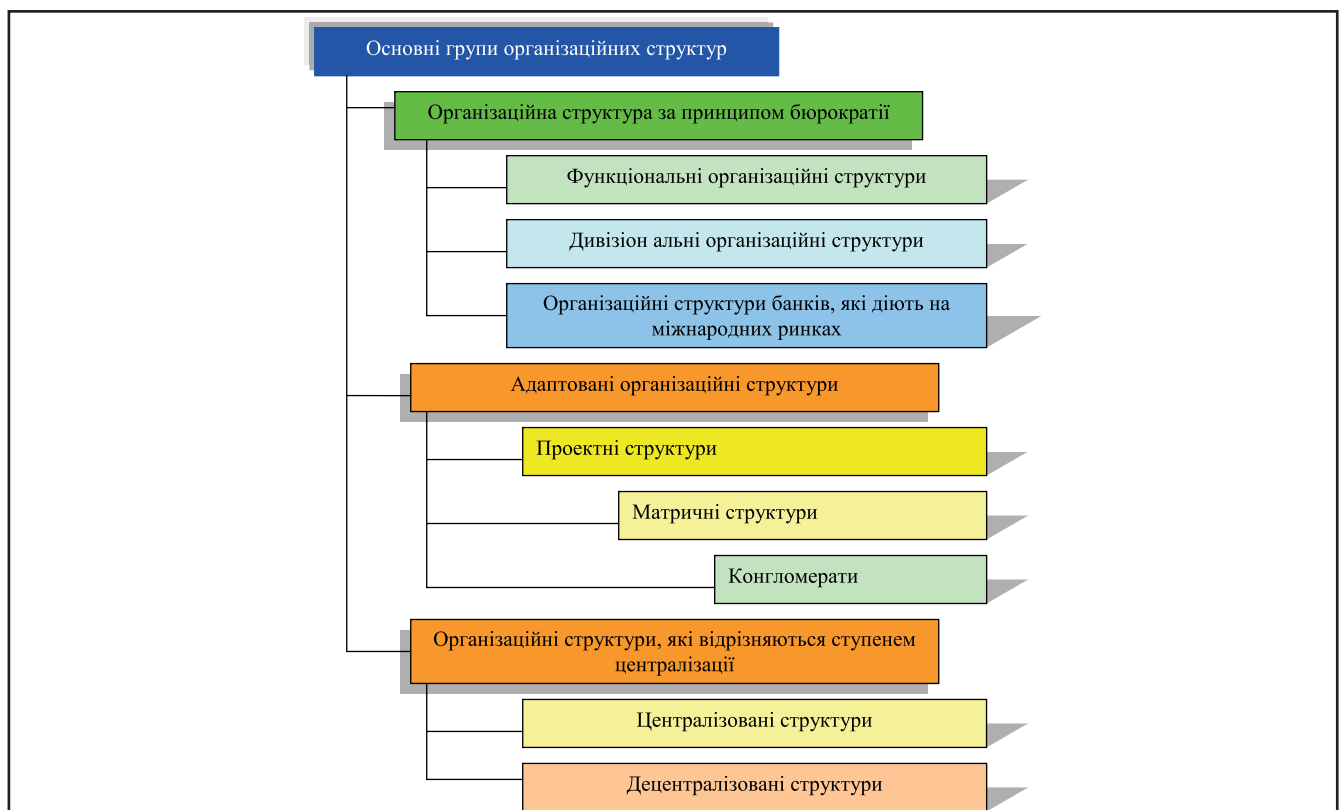 Основні групи організаційних структур
Організаційна структура за принципом бюрократії
Функціональні організаційні структури
Дивізіон альні організаційні структури
Організаційні структури банків, які діють на
міжнародних ринках
Адаптовані організаційні структури
Проектні структури
Матричні структури
Конгломерати
Організаційні структури, які відрізняються ступенем
централізації
Централізовані структури
Децентралізовані структури